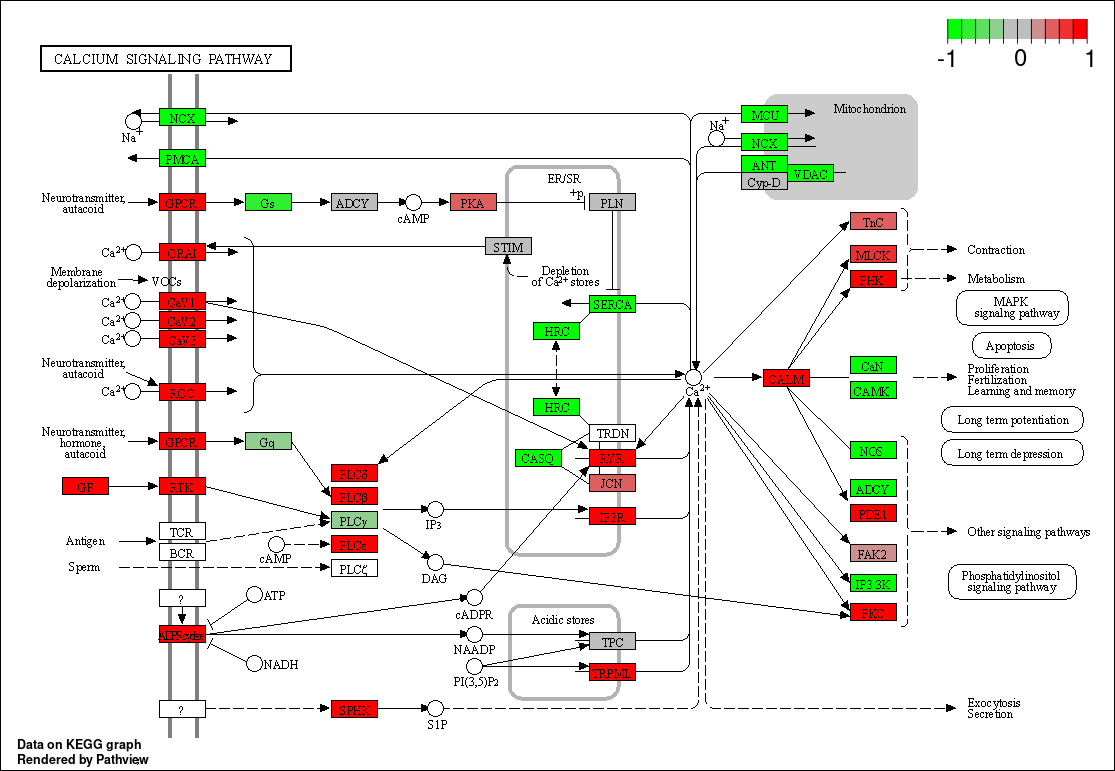 -1 0 1
CALCIUM SIGNALING PATHWAY
Mitochondrion
NCX
Na+
MCU
Na+
NCX
PMCA
ANT
VDAC
Cyp-D
ER/SR
Neurotransmitter,
autacoid
GPCR
Gs
ADCY
cAMP
PKA
+p
PLN
TnC
Ca2+
ORAI
STIM
MLCK
Contraction
Membrane
depolarization
VOCs
Depletion
of Ca2+ stores
PHK
Metabolism
Ca2+
CaV1
SERCA
MAPK
signalng pathway
Ca2+
CaV2
HRC
Ca2+
CaV3
Apoptosis
Neurotransmitter,
autacoid
CaN
Proliferation
Fertilization
Learning and memory
Ca2+
ROC
Ca2+
CALM
CAMK
HRC
Long term potentiation
Neurotransmitter,
hormone,
autacoid
GPCR
Gq
TRDN
NOS
Long term depression
CASQ
RYR
PLCδ
GF
RTK
PLCβ
JCN
ADCY
PLCγ
IP3
IP3R
PDE1
TCR
Other signaling pathways
Antigen
BCR
cAMP
PLCε
FAK2
Sperm
PLCζ
DAG
IP3 3K
Phosphatidylinositol
signaling pathway
?
ATP
cADPR
PKC
Acidic stores
NAADP
TPC
NADH
PI(3,5)P2
TRPML
?
SPHK
S1P
Exocytosis
Secretion
Data on KEGG graph
Rendered by Pathview